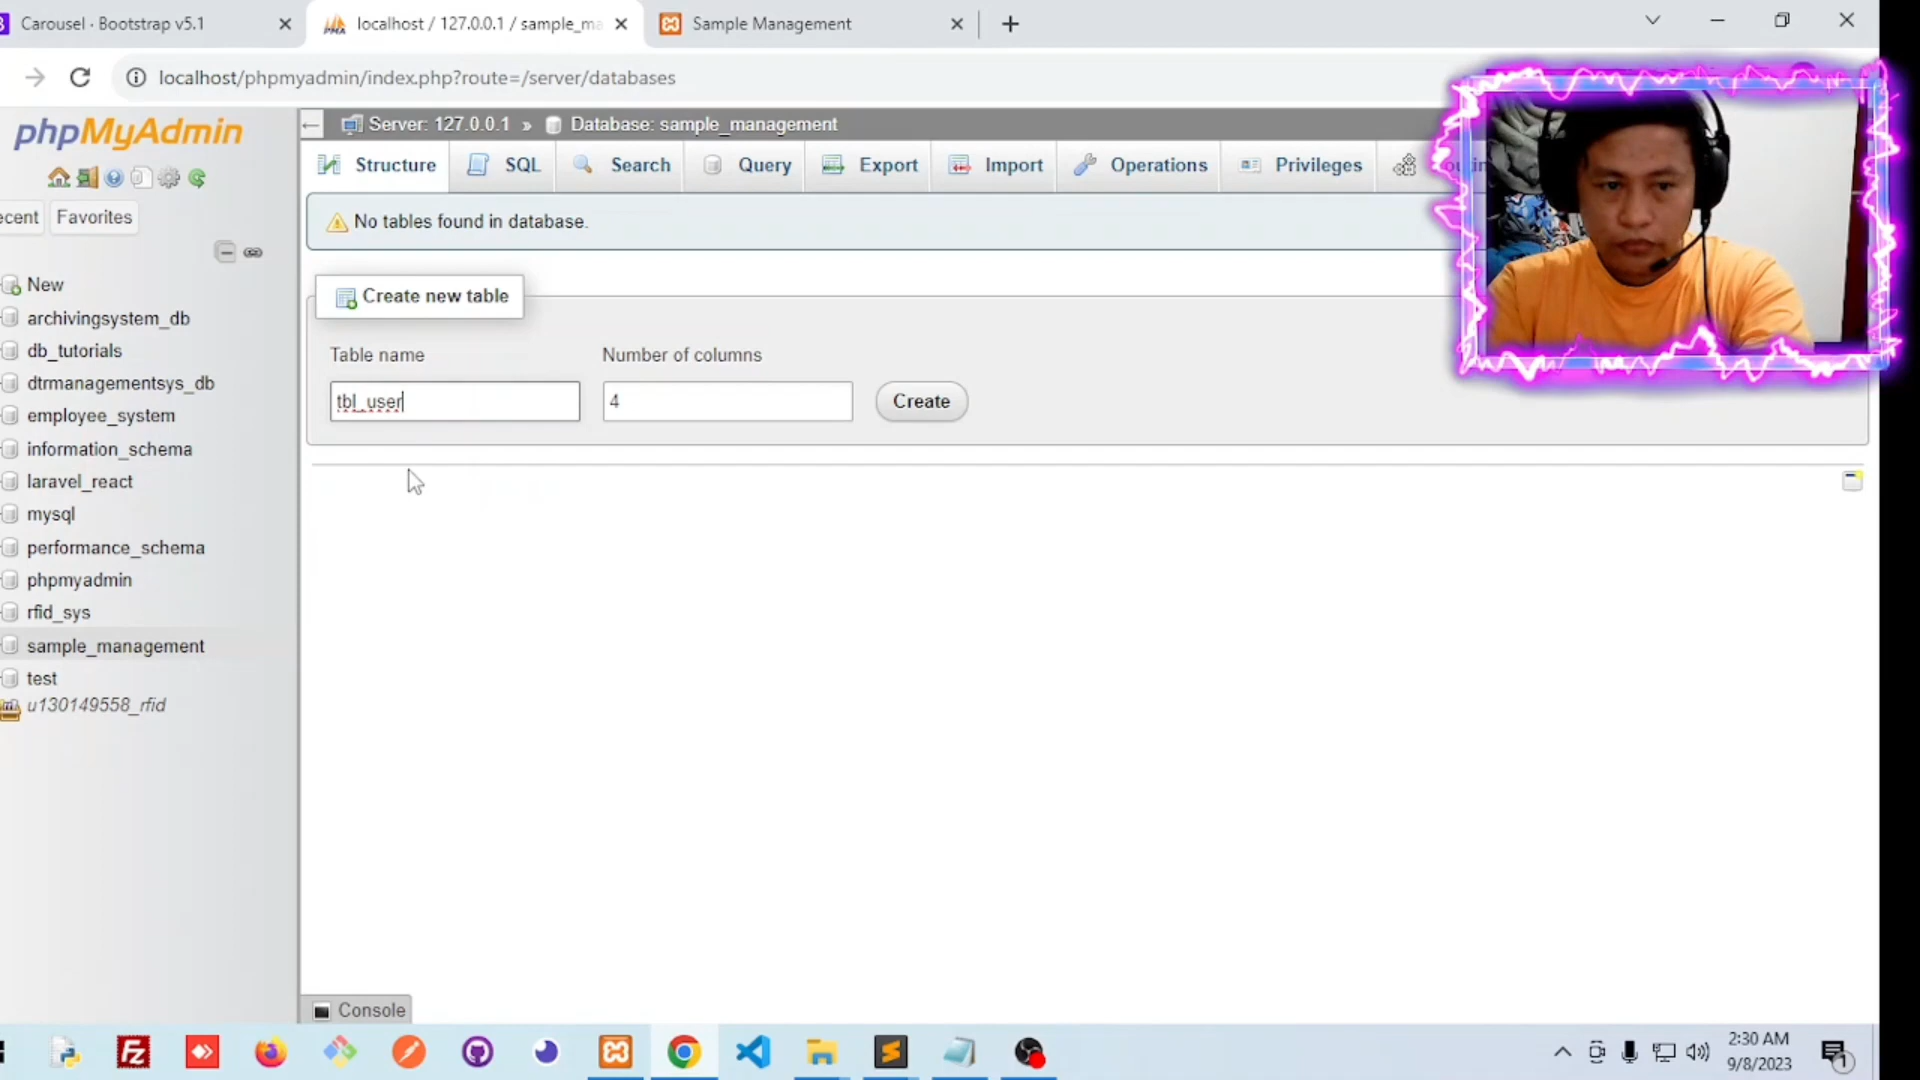 Carousel · Bootstrap v5.1
localhost / 127.0.0.1 / sample_ma
Sample Management
localhost/phpmyadmin/index.php?route=/server/databases
phpMyAdmin
Server: 127.0.0.1 » Database: sample_management
Structure
SQL
Search
Query
Export
Import
Operations
Privileges
ecent
Favorites
No tables found in database.
New
archivingsystem_db
db_tutorials
dtrmanagementsys_db
employee_system
information_schema
laravel_react
mysql
performance_schema
phpmyadmin
rfid_sys
sample_management
test
u130149558_rfid
Create new table
Table name
Number of columns
tbl_user
4
Create
Console
2:30 AM
9/8/2023
1